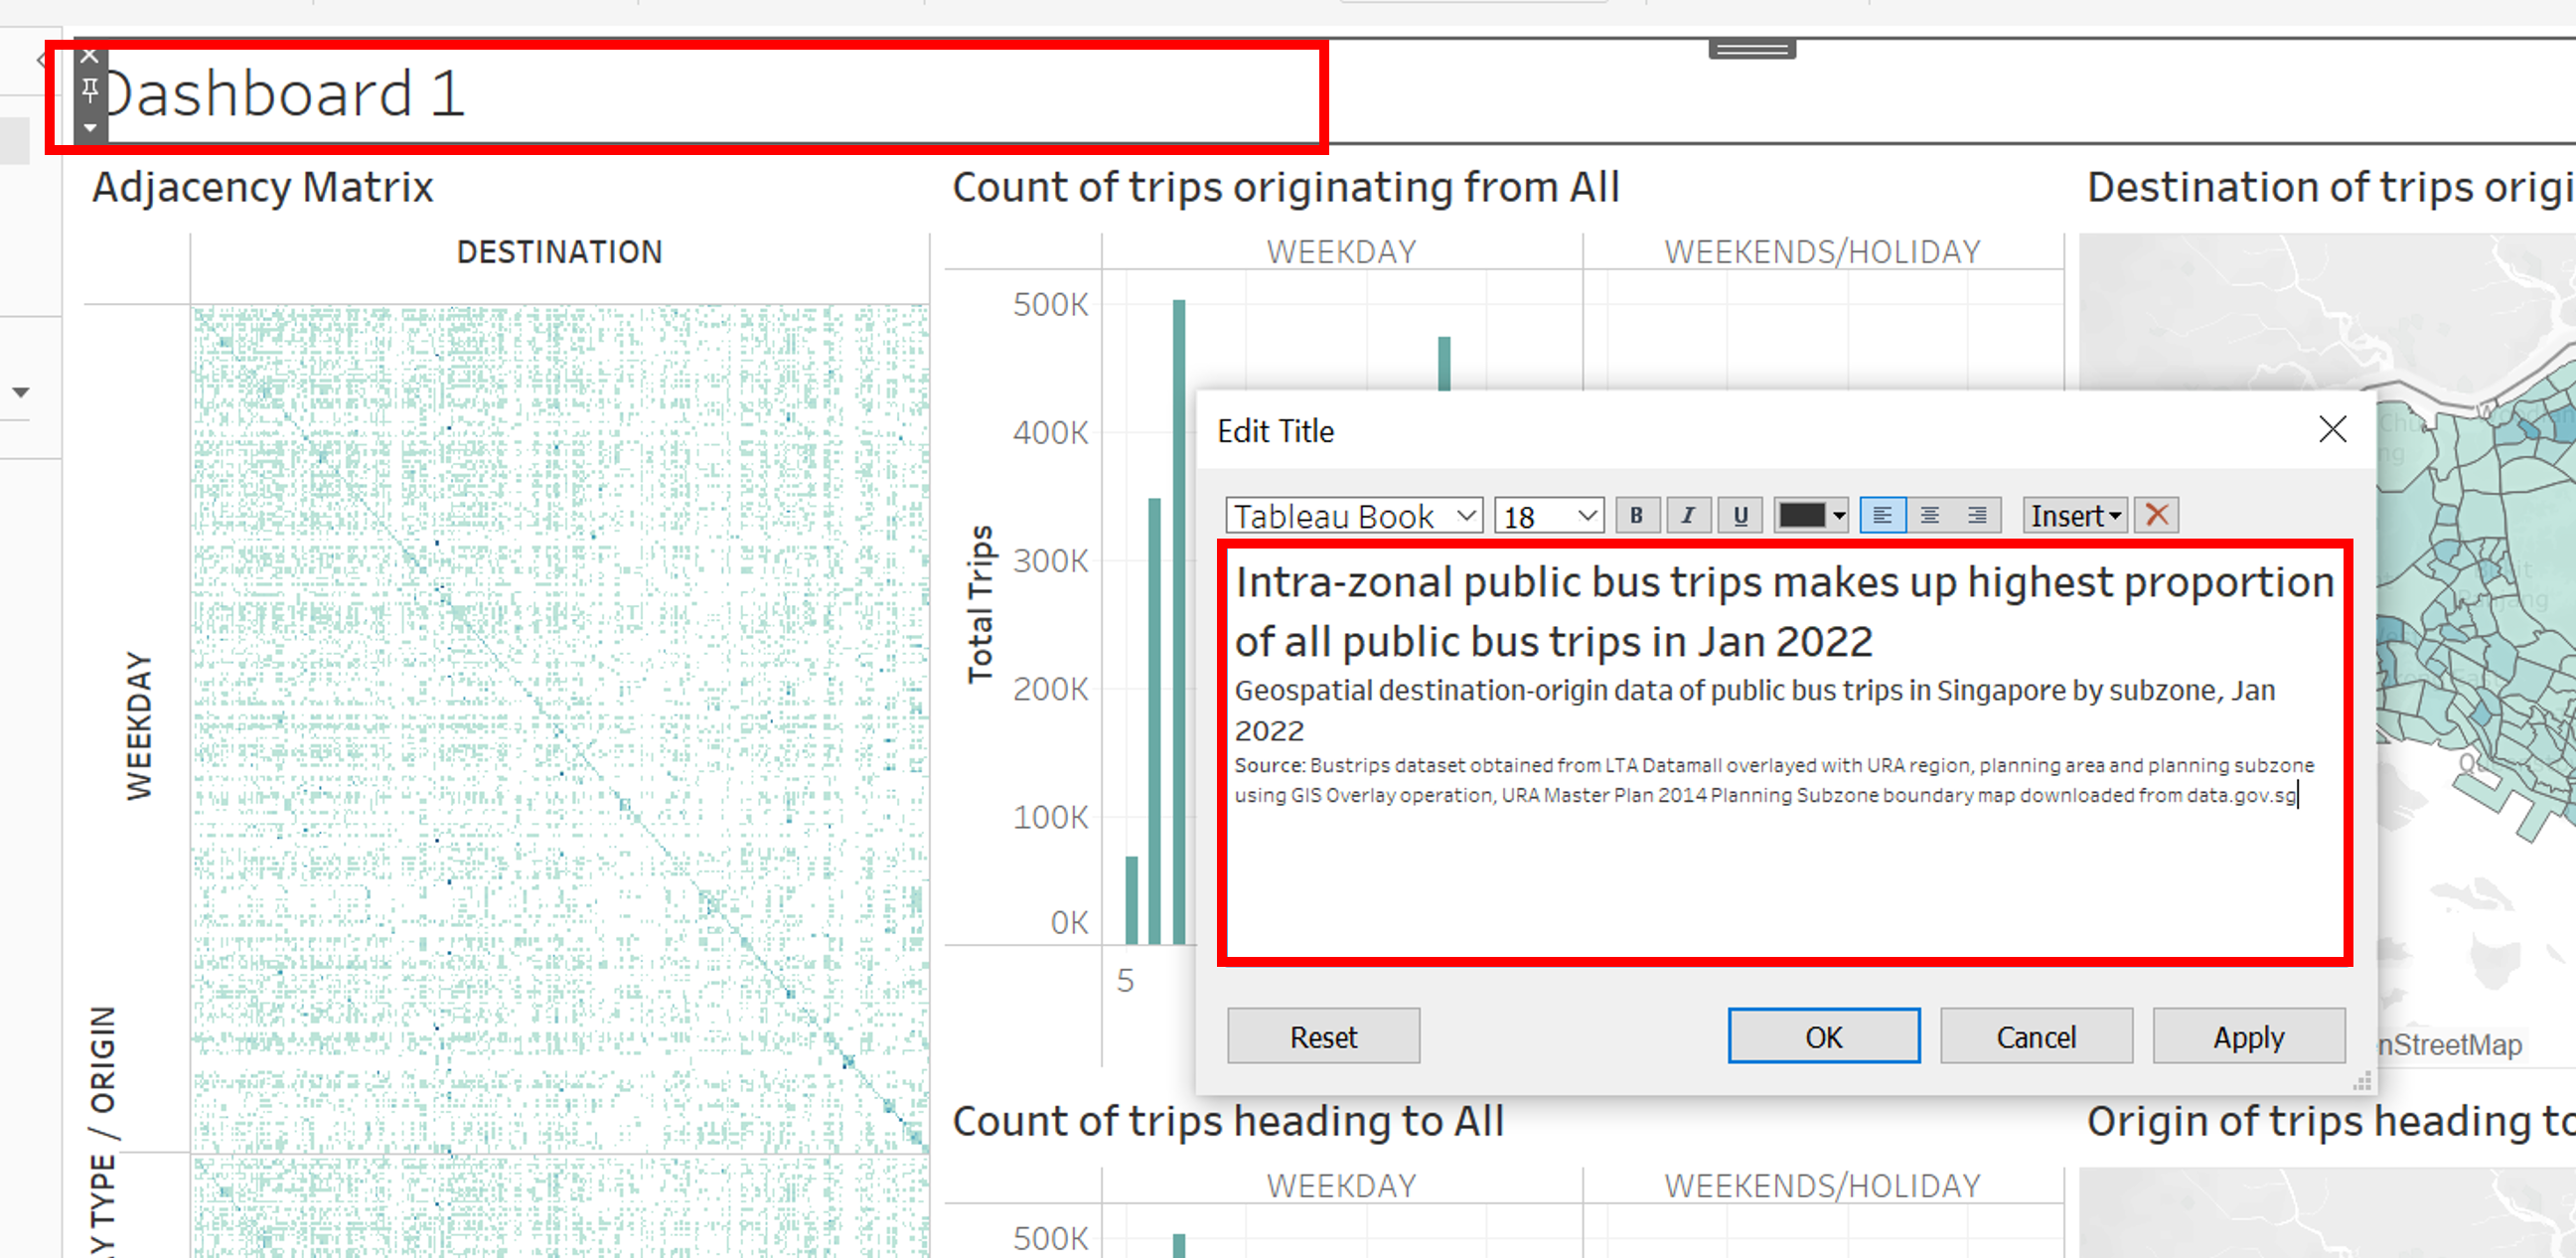 Dashboard 1
Adjacency Matrix
DESTINATION
WEEKDAY
Y TYPE / ORIGIN
Count of trips originating from All
WEEKDAY
WEEKENDS/HOLIDAY
500K
400K
300K
200K
100K
0K
Total Trips
5
Destination of trips origi
Edit Title
Tableau Book
18
B
I
U
Insert
Intra-zonal public bus trips makes up highest proportion
of all public bus trips in Jan 2022
Geospatial destination-origin data of public bus trips in Singapore by subzone, Jan
2022
Source: Bustrips dataset obtained from LTA Datamall overlayed with URA region, planning area and planning subzone
using GIS Overlay operation, URA Master Plan 2014 Planning Subzone boundary map downloaded from data.gov.sg
Reset
OK
Cancel
Apply
nStreetMap
Count of trips heading to All
WEEKDAY
WEEKENDS/HOLIDAY
500K
Origin of trips heading to